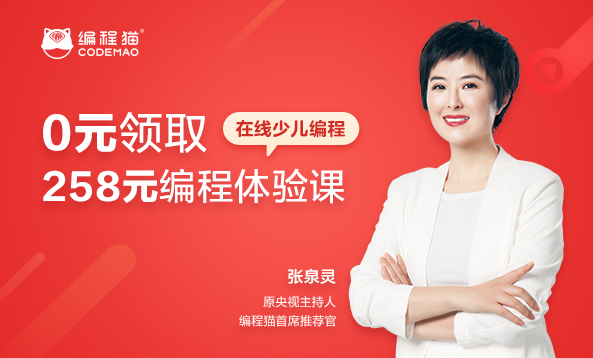 编程猫®
CODEMAO
0元领取
在线少儿编程
258元编程体验课
张泉灵
原央视主持人
编程猫首席推荐官